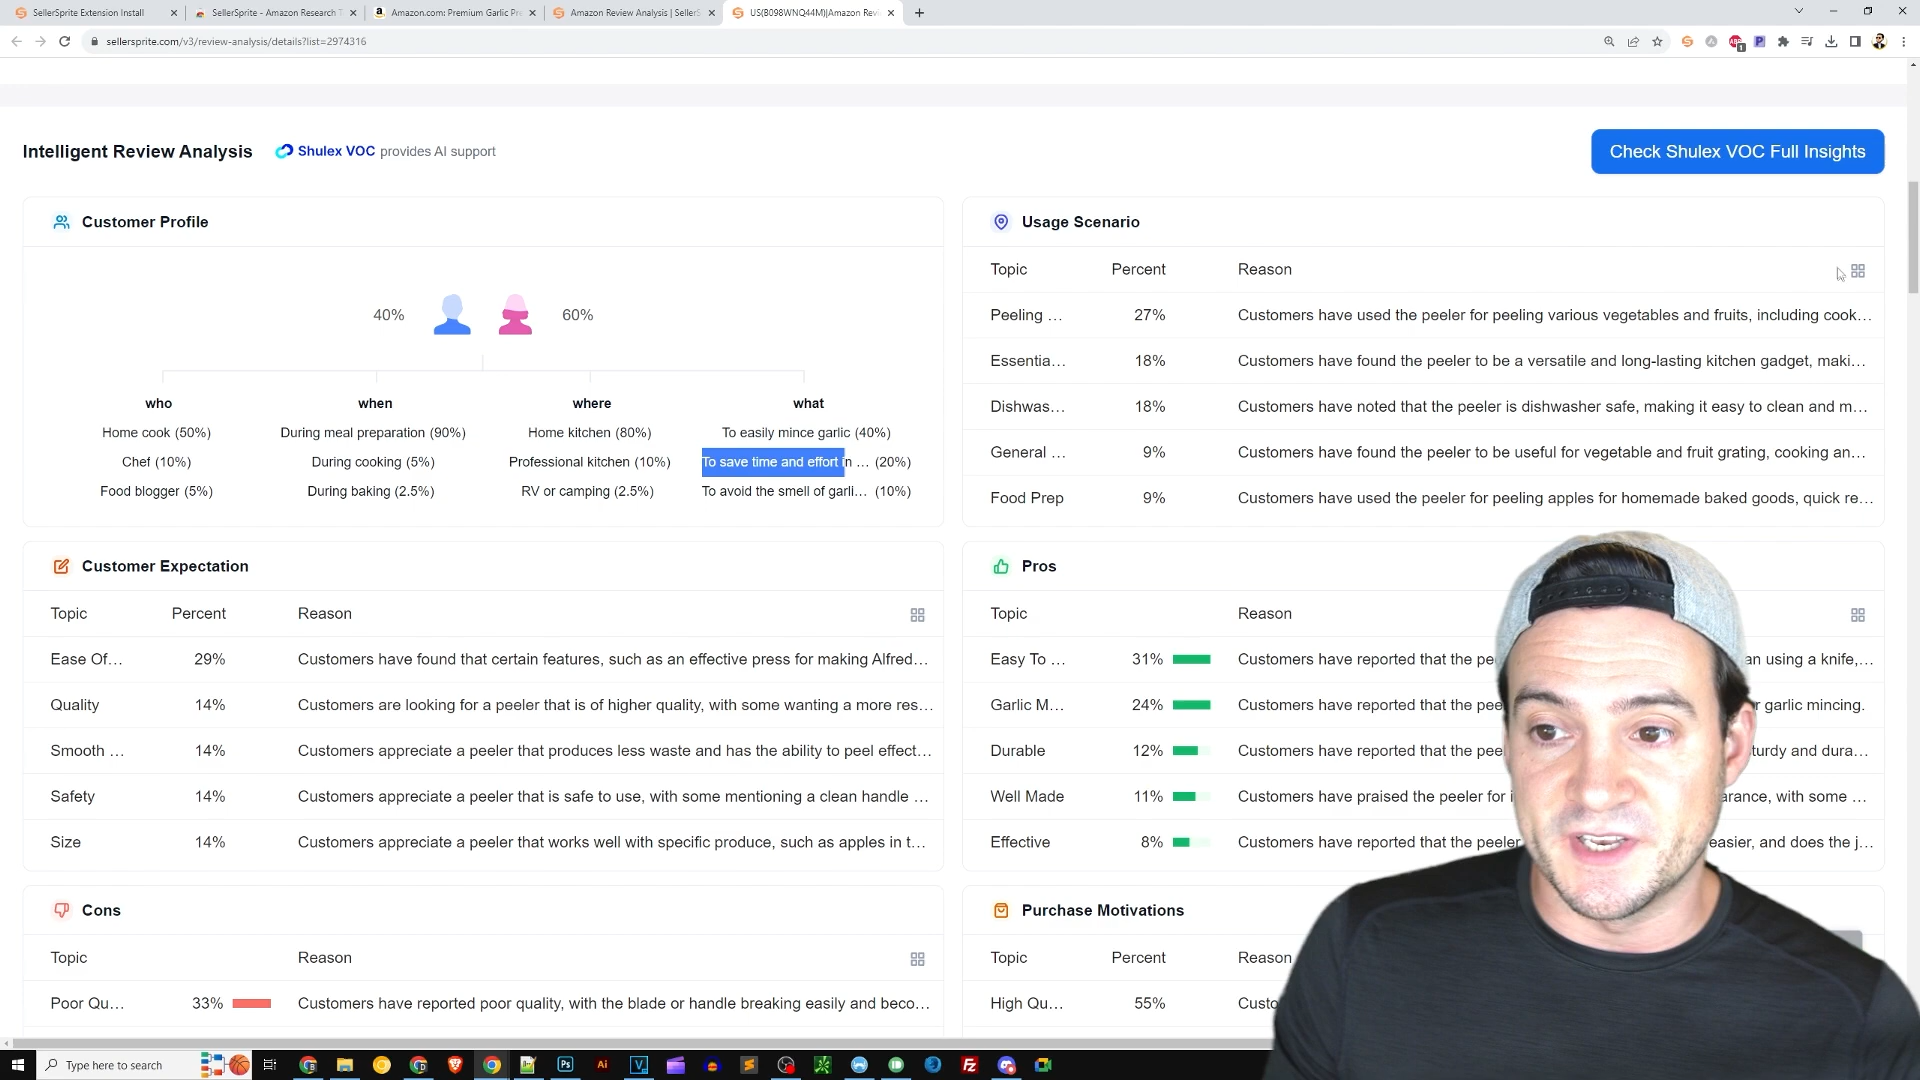 SellerSprite Extension Install
SellerSprite - Amazon Research T
Amazon.com: Premium Garlic Pre
Amazon Review Analysis | SellerS
US(B098WNQ44M)|Amazon Revi
sellersprite.com/v3/review-analysis/details?list=2974316
Intelligent Review Analysis
Shulex VOC provides AI support
Check Shulex VOC Full Insights
Customer Profile
40%
60%
who
when
where
what
Home cook (50%)
During meal preparation (90%)
Home kitchen (80%)
To easily mince garlic (40%)
Chef (10%)
During cooking (5%)
Professional kitchen (10%)
To save time and effort in ... (20%)
Food blogger (5%)
During baking (2.5%)
RV or camping (2.5%)
To avoid the smell of garli... (10%)
Usage Scenario
Topic Percent Reason
Peeling ... 27% Customers have used the peeler for peeling various vegetables and fruits, including cook...
Essentia... 18% Customers have found the peeler to be a versatile and long-lasting kitchen gadget, maki...
Dishwas... 18% Customers have noted that the peeler is dishwasher safe, making it easy to clean and m...
General ... 9% Customers have found the peeler to be useful for vegetable and fruit grating, cooking an...
Food Prep 9% Customers have used the peeler for peeling apples for homemade baked goods, quick re...
Customer Expectation
Topic Percent Reason
Ease Of... 29% Customers have found that certain features, such as an effective press for making Alfred...
Quality 14% Customers are looking for a peeler that is of higher quality, with some wanting a more res...
Smooth ... 14% Customers appreciate a peeler that produces less waste and has the ability to peel effect...
Safety 14% Customers appreciate a peeler that is safe to use, with some mentioning a clean handle ...
Size 14% Customers appreciate a peeler that works well with specific produce, such as apples in t...
Pros
Topic Reason
Easy To ... 31% Customers have reported that the pee an using a knife,...
Garlic M... 24% Customers have reported that the pee r garlic mincing.
Durable 12% Customers have reported that the pee turdy and dura...
Well Made 11% Customers have praised the peeler for i arance, with some ...
Effective 8% Customers have reported that the peeler easier, and does the j...
Cons
Topic Reason
Poor Qu... 33% Customers have reported poor quality, with the blade or handle breaking easily and beco...
Purchase Motivations
Topic Percent Reason
High Qu... 55% Custo
Type here to search